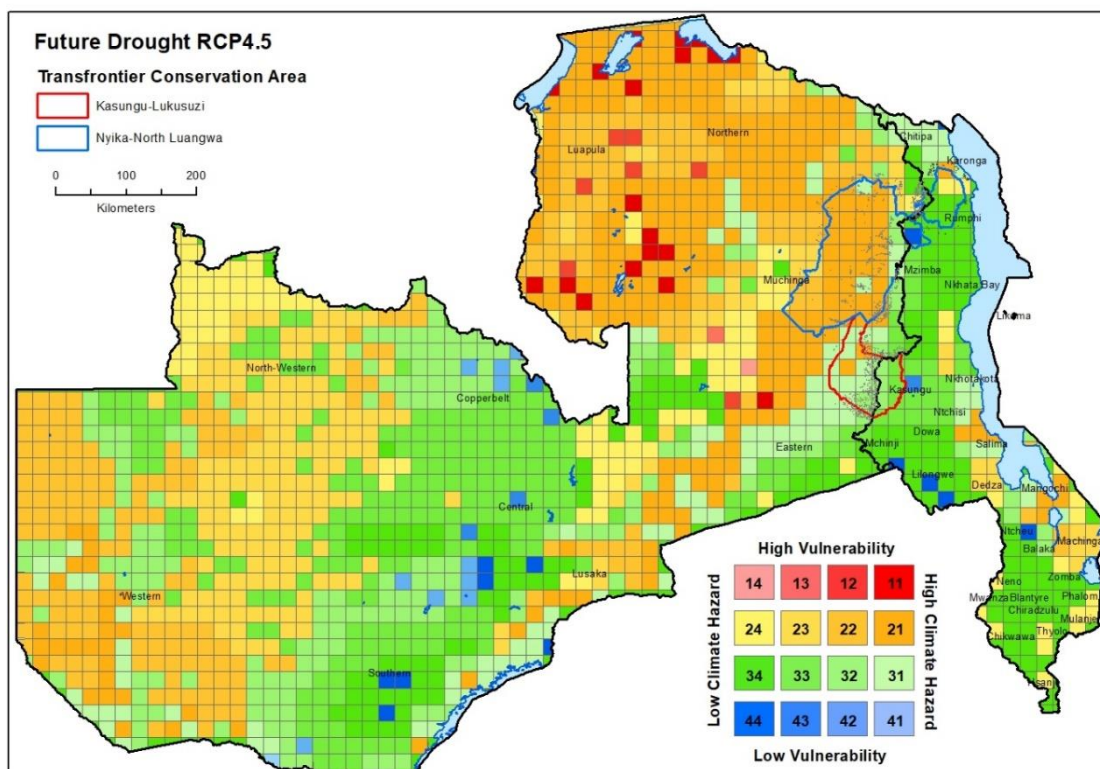 Future Drought RCP4.5
Transfrontier Conservation Area
Kasungu-Lukusuzi
Nyika-North Luangwa
0 100 200
Kilometers
Northern
Luapula
Chitipa
Karonga
Rumphi
Muchinga
Mzimba
Nkhata Bay
Likoma
North-Western
Copperbelt
Kasungu
Nkhotakota
Ntchisi
Dowa
Eastern
Mchinji
Salima
Lilongwe
Dedza
Mangochi
Central
Ntcheu
Balaka
Machinga
Lusaka
Western
Neno
Zomba
Mwanza
Blantyre
Phalom
Chiradzulu
Mulanje
Thyolo
Chikwawa
Southern
Nsanje
High Vulnerability
Low Climate Hazard
High Climate Hazard
14 13 12 11
24 23 22 21
34 33 32 31
44 43 42 41
Low Vulnerability